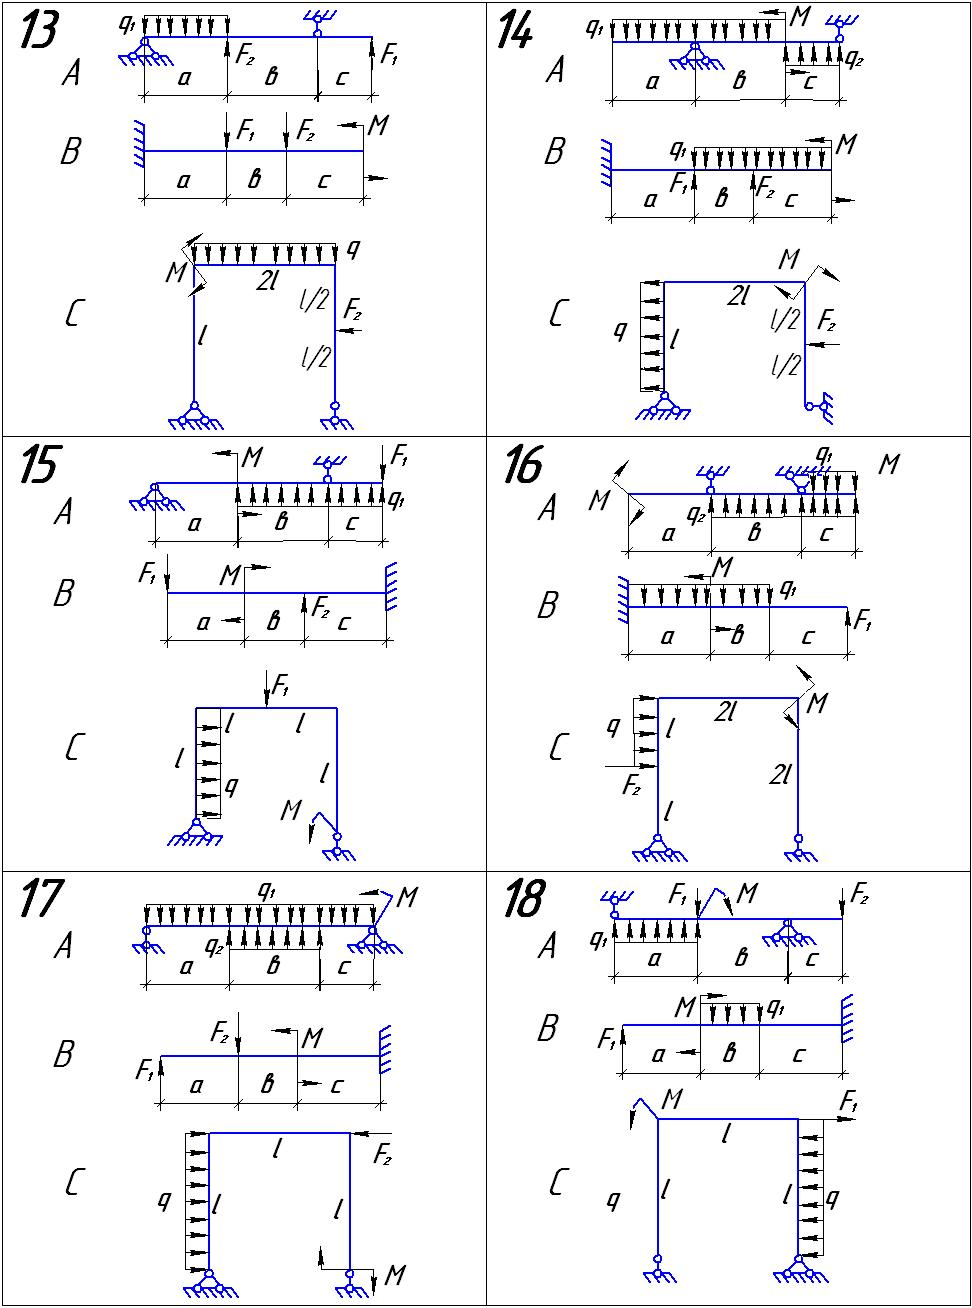 13
q₁
A
F₂
F₁
a
в
c
B
F₁
F₂
M
a
в
c
C
M
q
2l
l/2
F₂
l
l/2
14
q₁
M
A
q₂
a
в
c
B
q₁
M
F₁
F₂
a
в
c
C
M
2l
q
l
l/2
F₂
l/2
15
M
F₁
A
q₁
a
в
c
B
F₁
M
F₂
a
в
c
C
F₁
l
l
l
q
l
M
16
q₁
M
A
M
q₂
a
в
c
B
M
q₁
F₁
a
в
c
C
q
l
2l
M
F₂
2l
l
17
q₁
M
A
q₂
a
в
c
B
F₂
M
F₁
a
в
c
C
l
F₂
q
l
l
M
18
F₁
M
F₂
A
q₁
a
в
c
B
M
q₁
F₁
a
в
c
C
M
F₁
l
q
l
l
q